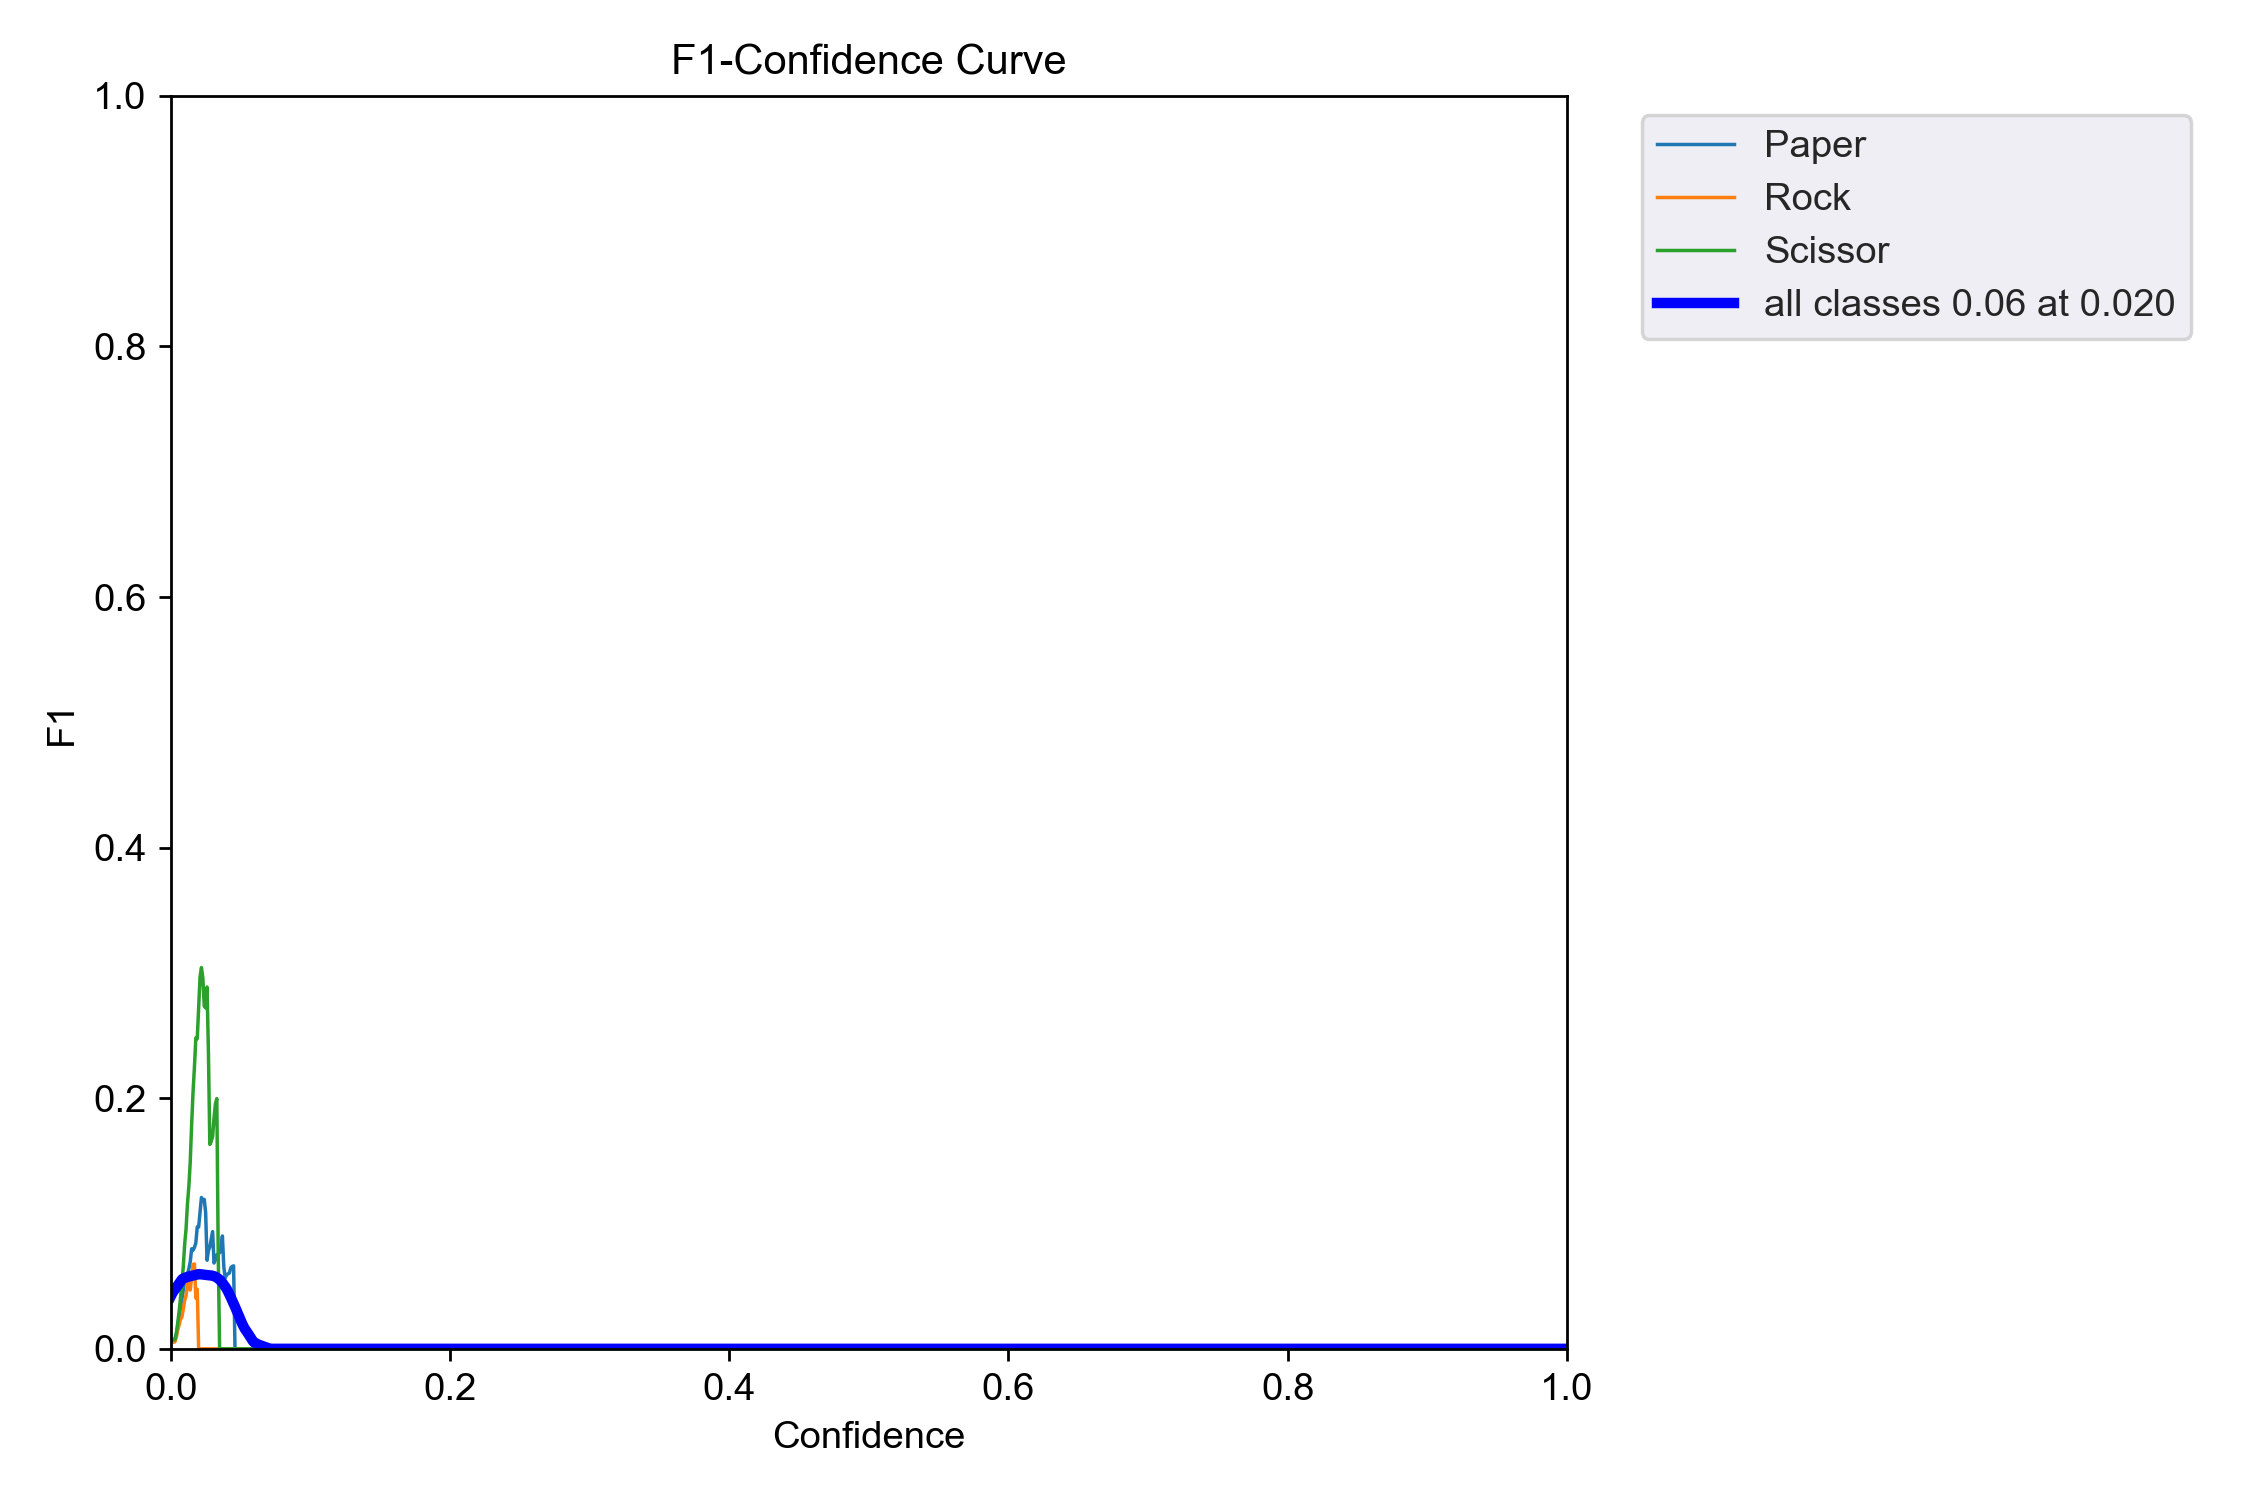 F1-Confidence Curve
1.0
0.8
0.6
0.4
0.2
0.0
F1
0.0 0.2 0.4 0.6 0.8 1.0
Confidence
Paper
Rock
Scissor
all classes 0.06 at 0.020